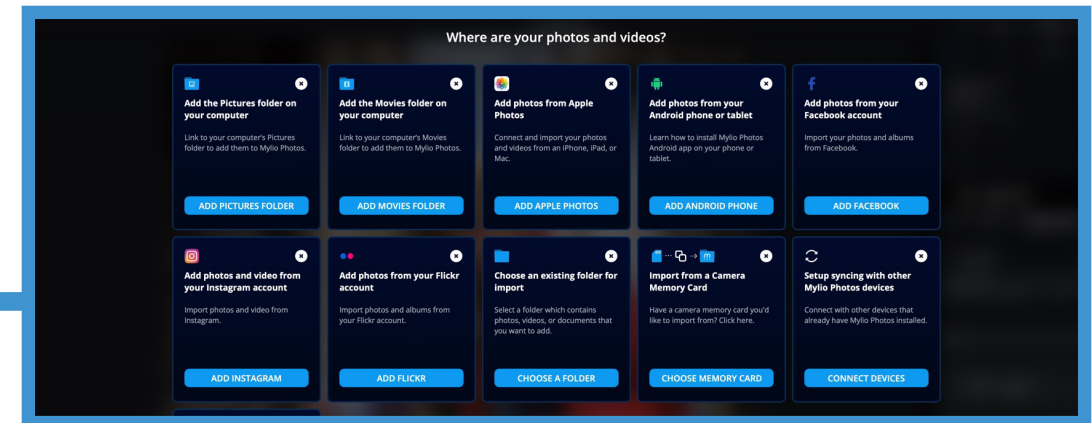 Where are your photos and videos?
Add the Pictures folder on
your computer
Link to your computer's Pictures
folder to add them to Mylio Photos.
ADD PICTURES FOLDER
Add the Movies folder on
your computer
Link to your computer's Movies
folder to add them to Mylio Photos.
ADD MOVIES FOLDER
Add photos from Apple
Photos
Connect and import your photos
and videos from an iPhone, iPad, or
Mac.
ADD APPLE PHOTOS
Add photos from your
Android phone or tablet
Learn how to install Mylio Photos
Android app on your phone or
tablet.
ADD ANDROID PHONE
Add photos from your
Facebook account
Import your photos and albums
from Facebook.
ADD FACEBOOK
Add photos and video from
your Instagram account
Import photos and video from
Instagram.
ADD INSTAGRAM
Add photos from your Flickr
account
Import photos and albums from
your Flickr account.
ADD FLICKR
Choose an existing folder for
import
Select a folder which contains
photos, videos, or documents that
you want to add.
CHOOSE A FOLDER
Import from a Camera
Memory Card
Have a camera memory card you'd
like to import from? Click here.
CHOOSE MEMORY CARD
Setup syncing with other
Mylio Photos devices
Connect with other devices that
already have Mylio Photos installed.
CONNECT DEVICES